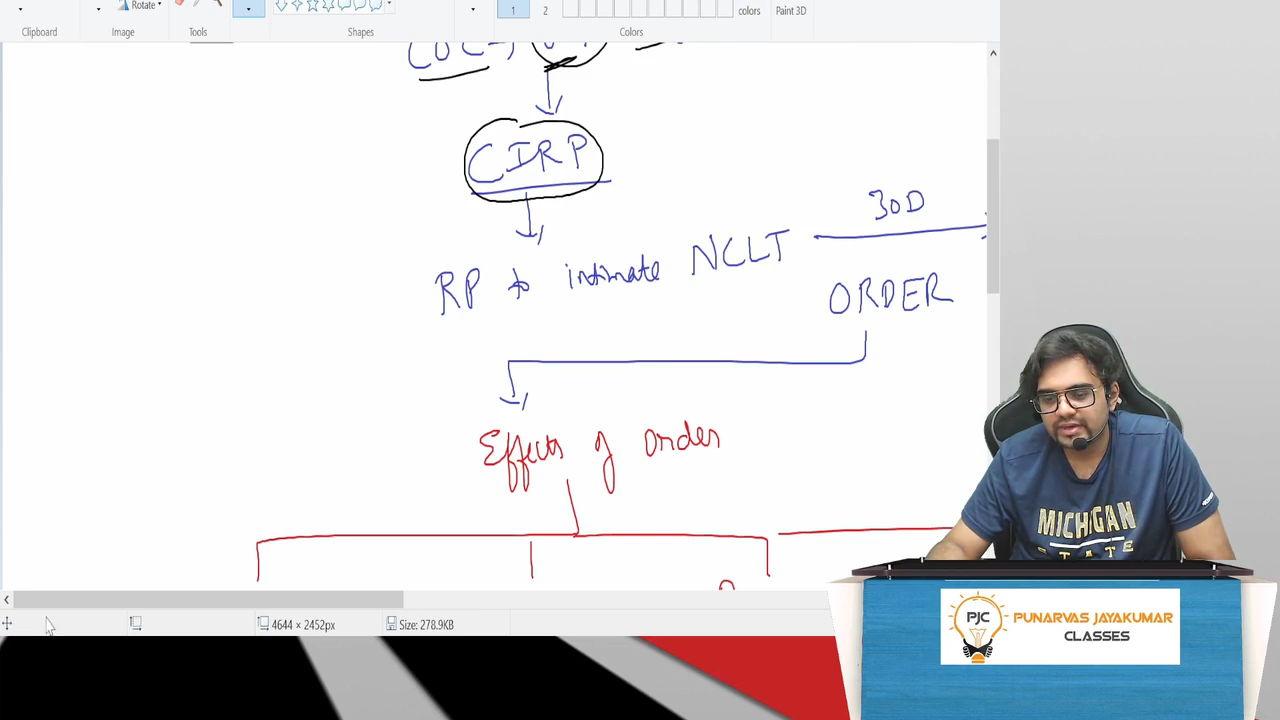 Rotate
Clipboard
Image
Tools
Shapes
1
2
colors
Colors
Paint 3D
CIRP
30D
RP to intimate NCLT
ORDER
Effects of order
4644 × 2452px
Size: 278.9KB
MICHIGAN
STATE
PJC
PUNARVAS JAYAKUMAR
CLASSES